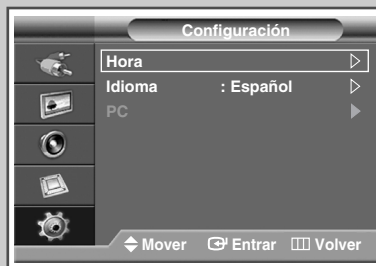 Configuración
Hora
Idioma : Español
PC
Mover Entrar Volver